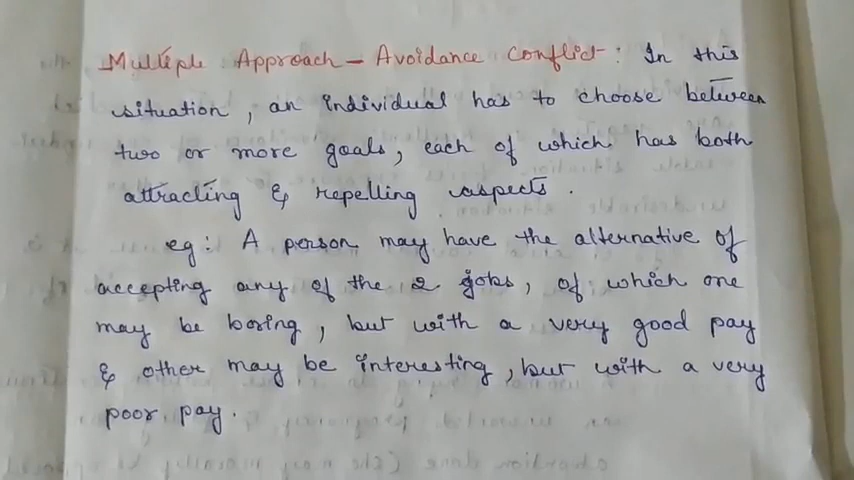 Multiple Approach - Avoidance Conflict : In this
situation, an individual has to choose between
two or more goals, each of which has both
attracting & repelling aspects.
eg: A person may have the alternative of
accepting any of the 2 jobs, of which one
may be boring, but with a very good pay
& other may be interesting, but with a very
poor pay.